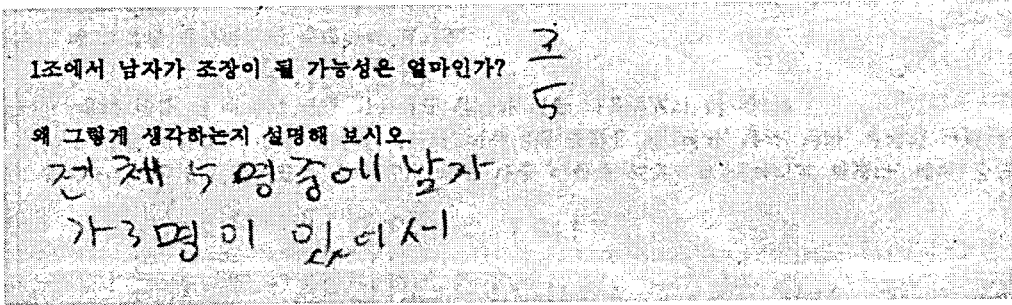 1조에서 남자가 조장이 될 가능성은 얼마인가? 3/5
왜 그렇게 생각하는지 설명해 보시오
전체 5명중에 남자
가 3명이 있어서